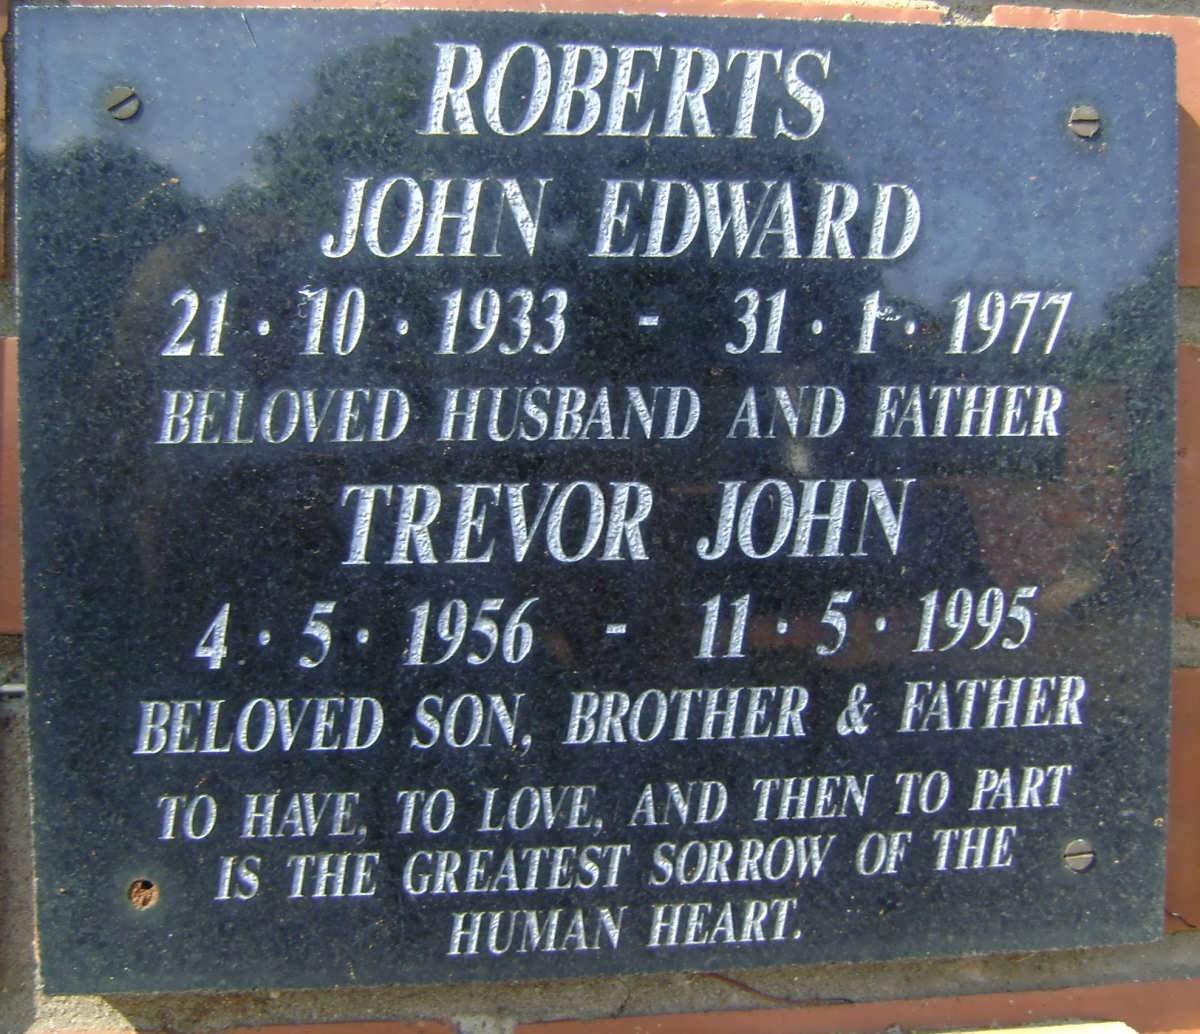 ROBERTS
JOHN EDWARD
21 · 10 · 1933 - 31 · 1 · 1977
BELOVED HUSBAND AND FATHER
TREVOR JOHN
4 · 5 · 1956 - 11 · 5 · 1995
BELOVED SON, BROTHER & FATHER
TO HAVE, TO LOVE, AND THEN TO PART
IS THE GREATEST SORROW OF THE
HUMAN HEART.